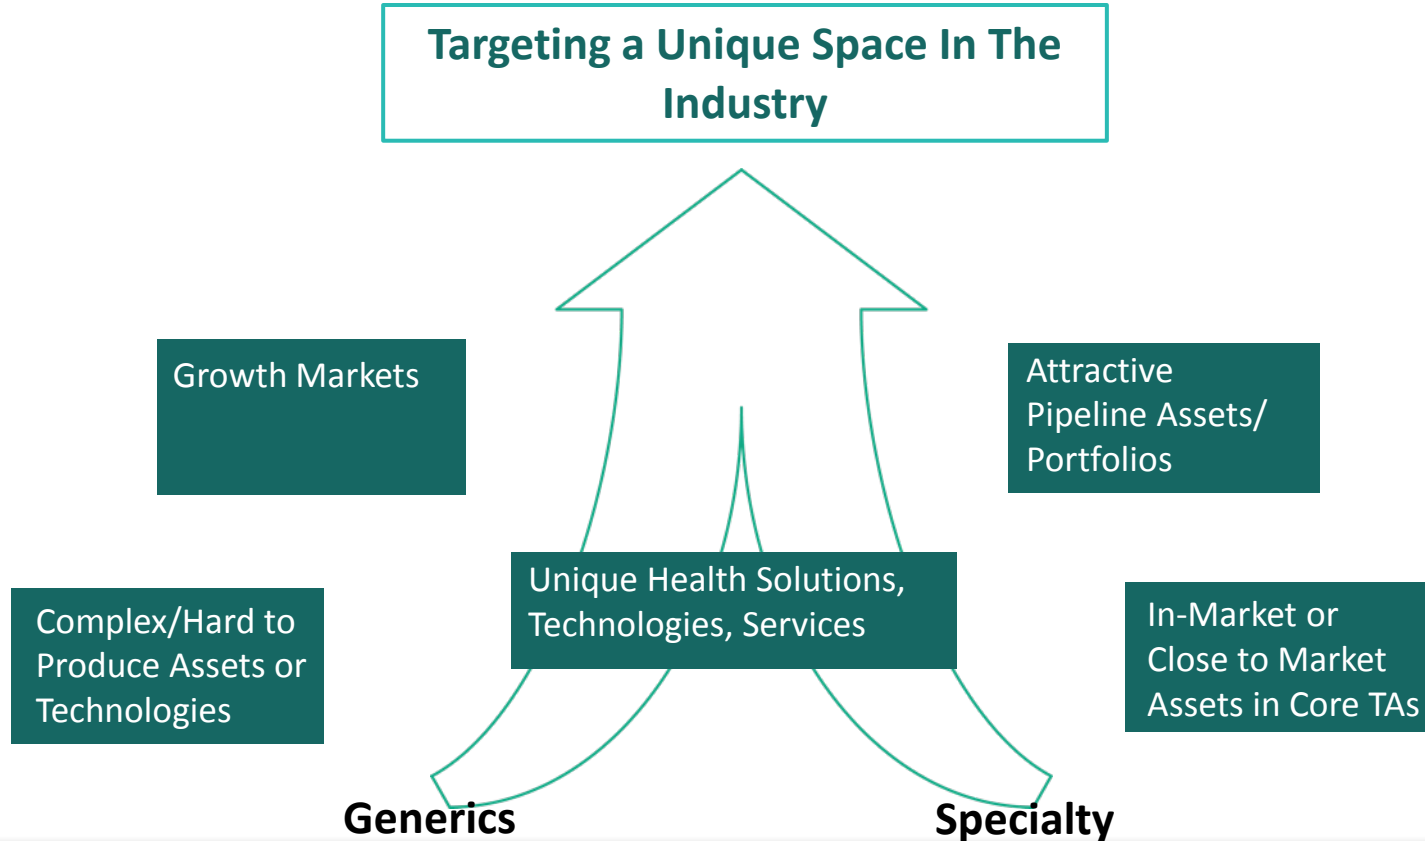 Targeting a Unique Space In The
Industry
Growth Markets
Attractive
Pipeline Assets/
Portfolios
Unique Health Solutions,
Technologies, Services
Complex/Hard to
Produce Assets or
Technologies
In-Market or
Close to Market
Assets in Core TAs
Generics
Specialty